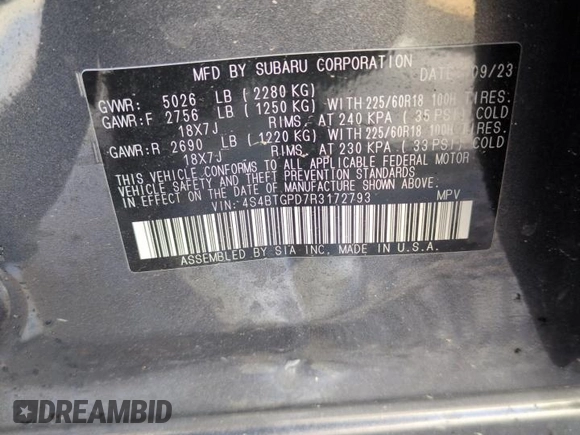 MFD BY SUBARU CORPORATION DATE 09/23
GVWR: 5026 LB (2280 KG)
GAWR:F 2756 LB (1250 KG) WITH 225/60R18 100H TIRES.
18X7J RIMS. AT 240 KPA (35 PSI) COLD
GAWR:R 2690 LB (1220 KG) WITH 225/60R18 100H TIRES.
18X7J RIMS. AT 230 KPA (33 PSI) COLD
THIS VEHICLE CONFORMS TO ALL APPLICABLE FEDERAL MOTOR
VEHICLE SAFETY, BUMPER, AND THEFT PREVENTION STANDARDS
IN EFFECT ON THE DATE OF MANUFACTURE SHOWN ABOVE.
VIN: 4S4BTGPD7R3172793 MPV
ASSEMBLED BY SIA INC. MADE IN U.S.A.
DREAMBID